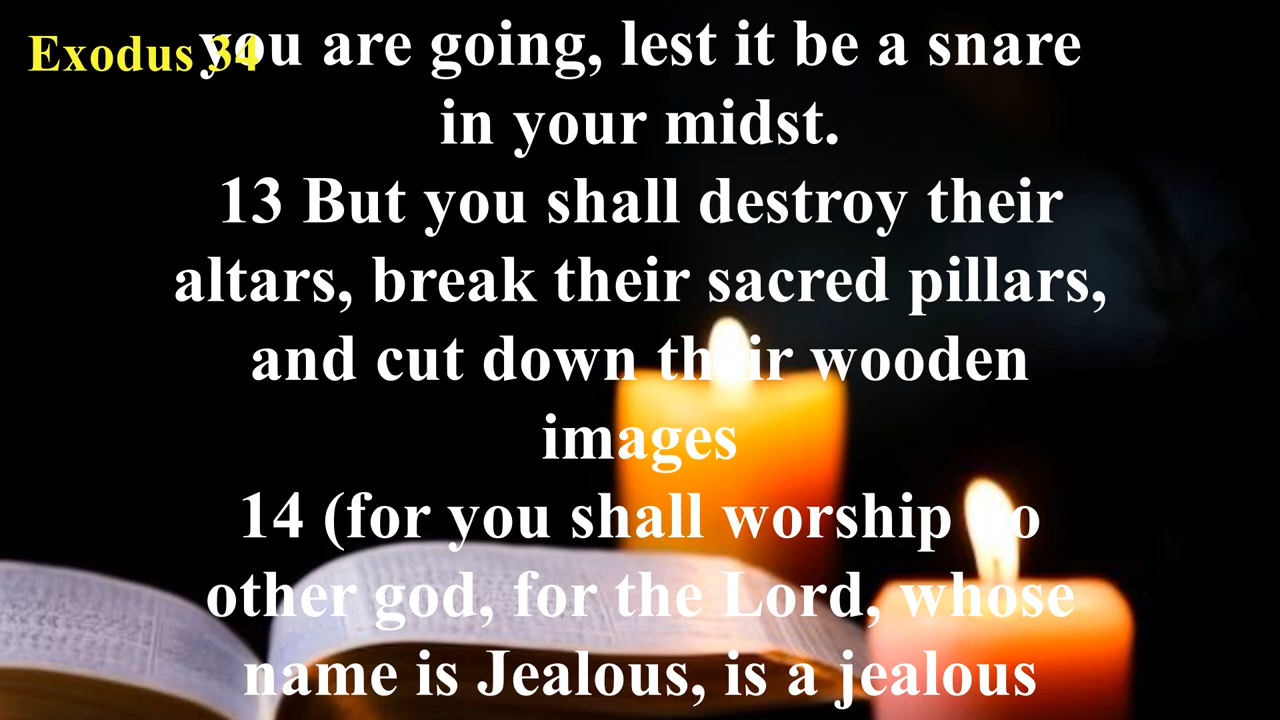 Exodus 34
you are going, lest it be a snare
in your midst.
13 But you shall destroy their
altars, break their sacred pillars,
and cut down their wooden
images
14 (for you shall worship no
other god, for the Lord, whose
name is Jealous, is a jealous